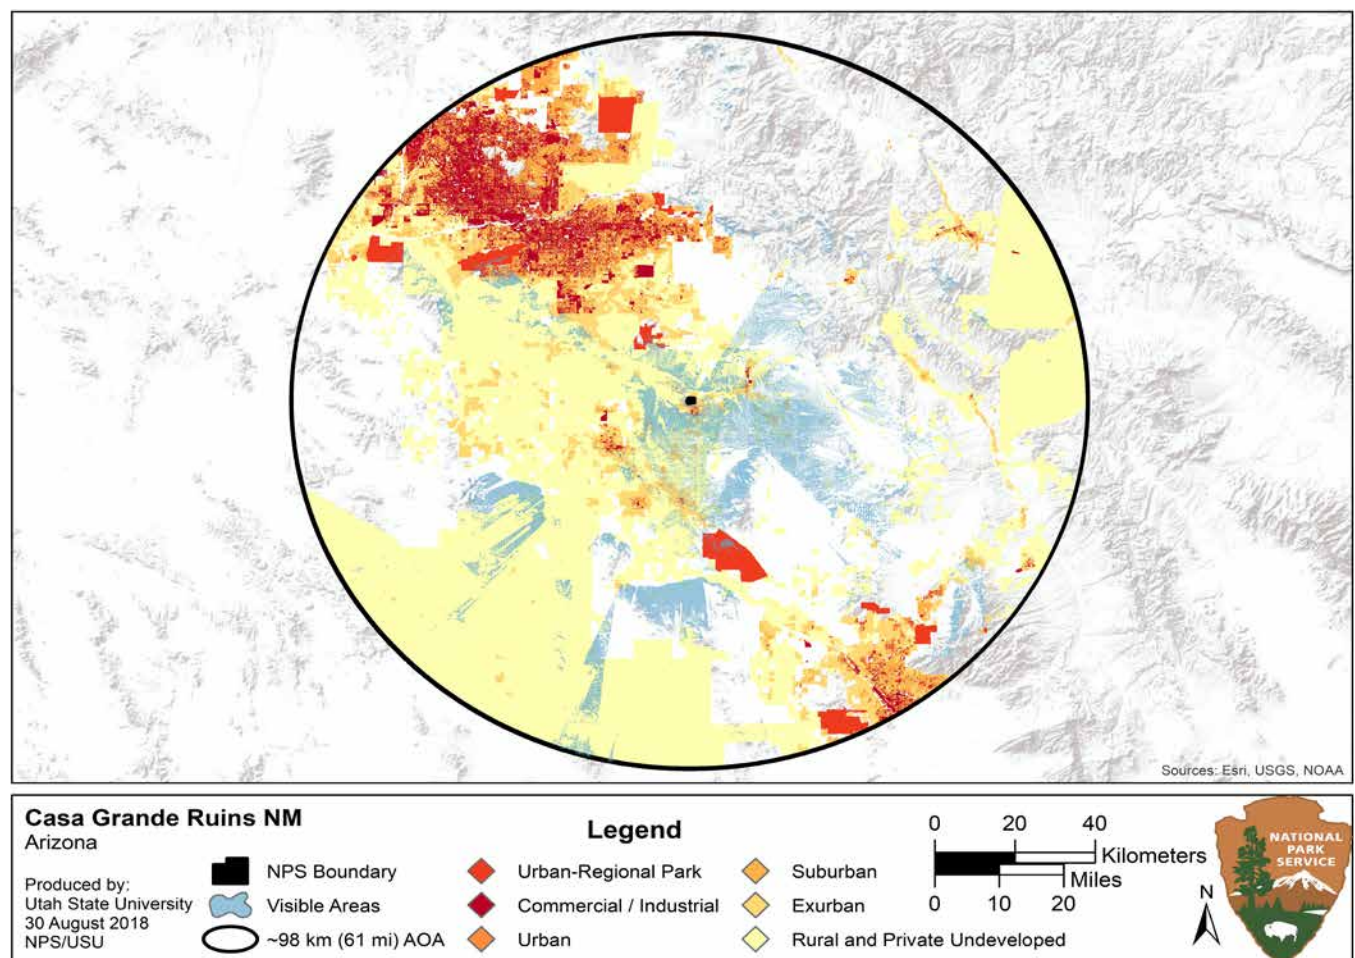 Sources: Esri, USGS, NOAA
Casa Grande Ruins NM
Arizona
Produced by:
Utah State University
30 August 2018
NPS/USU
Legend
NPS Boundary
Visible Areas
~98 km (61 mi) AOA
Urban-Regional Park
Commercial / Industrial
Urban
Suburban
Exurban
Rural and Private Undeveloped
0 20 40
Kilometers
Miles
0 10 20
N
NATIONAL
PARK
SERVICE